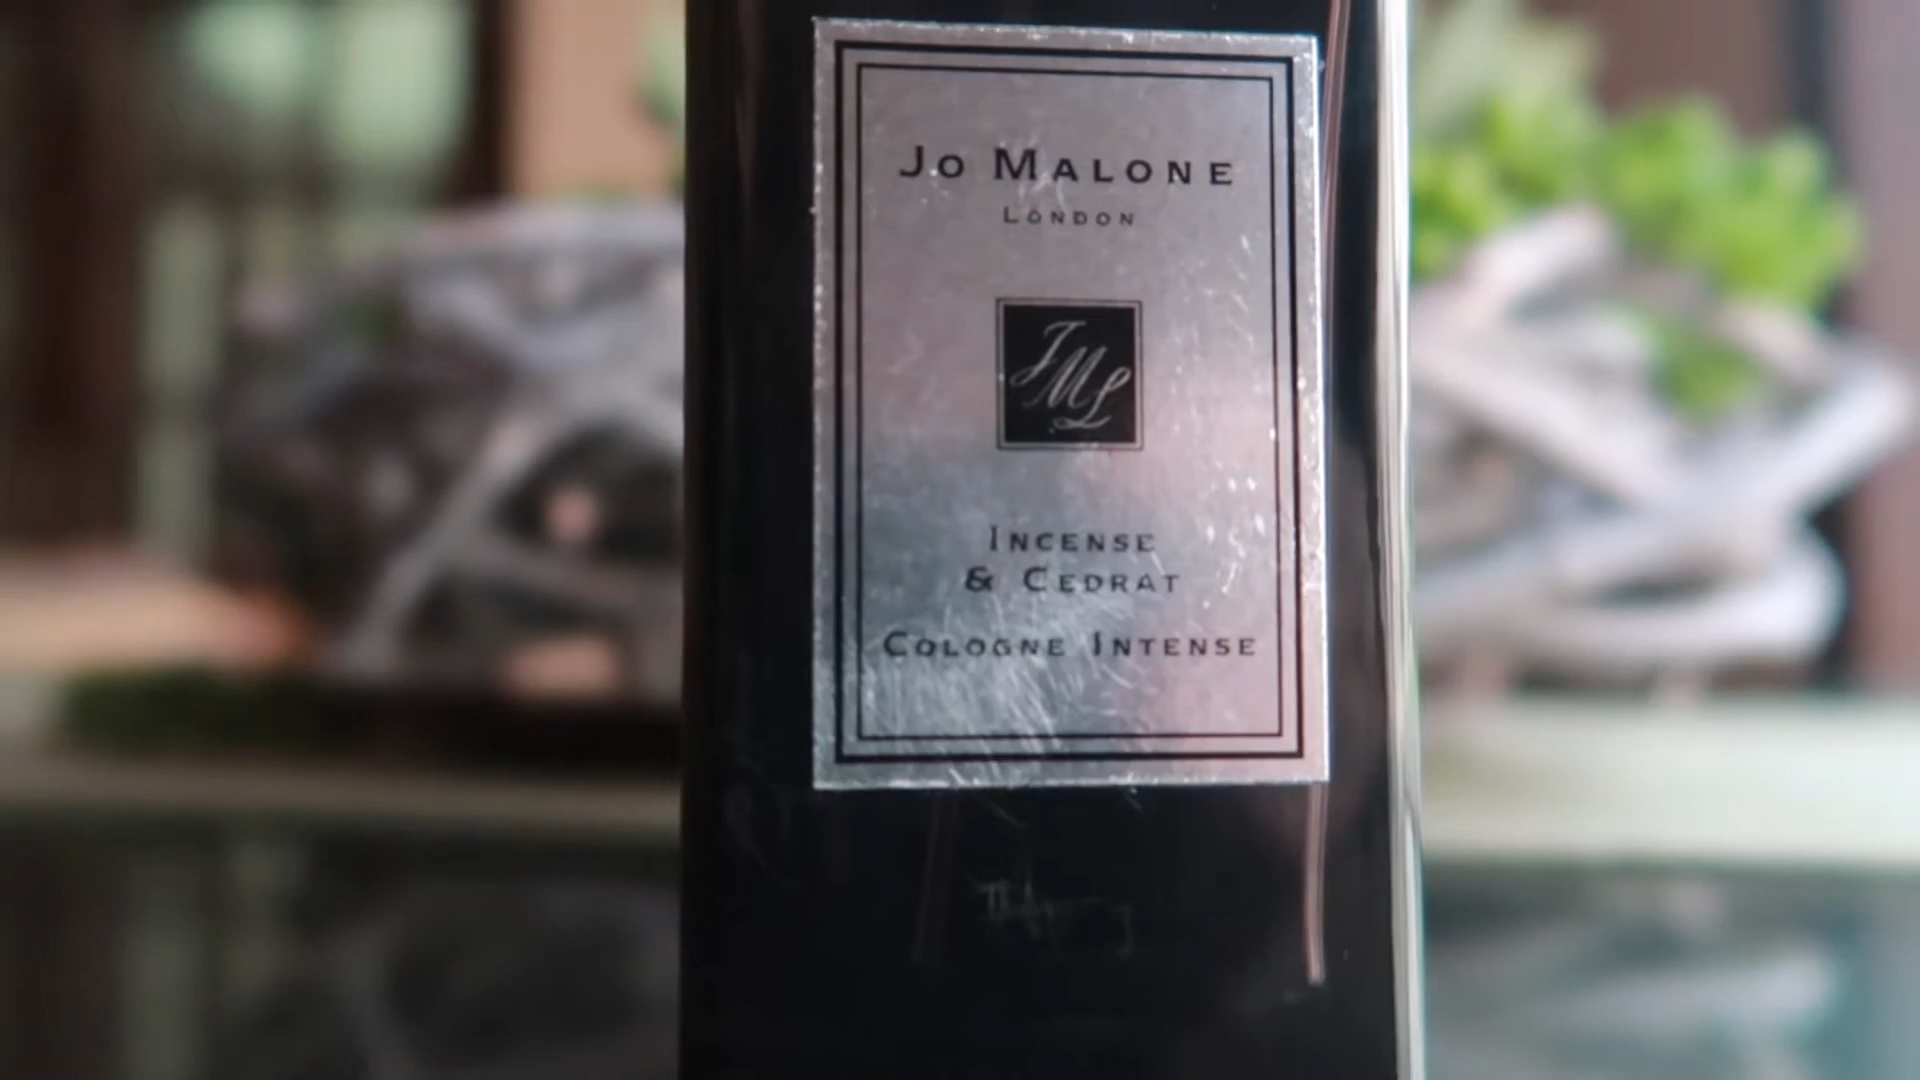 Jo Malone
London
JML
Incense
& Cedrat
Cologne Intense